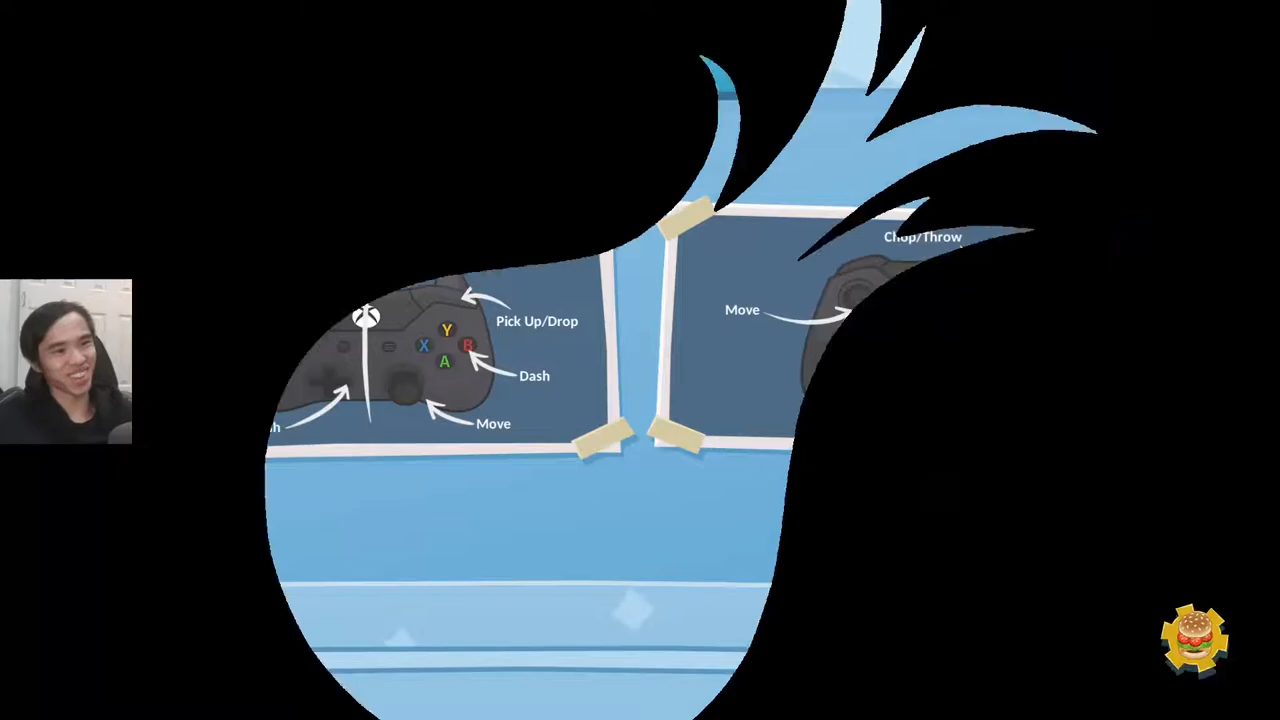 Chop/Throw
Move
Pick Up/Drop
Y
X
B
A
Dash
h
Move